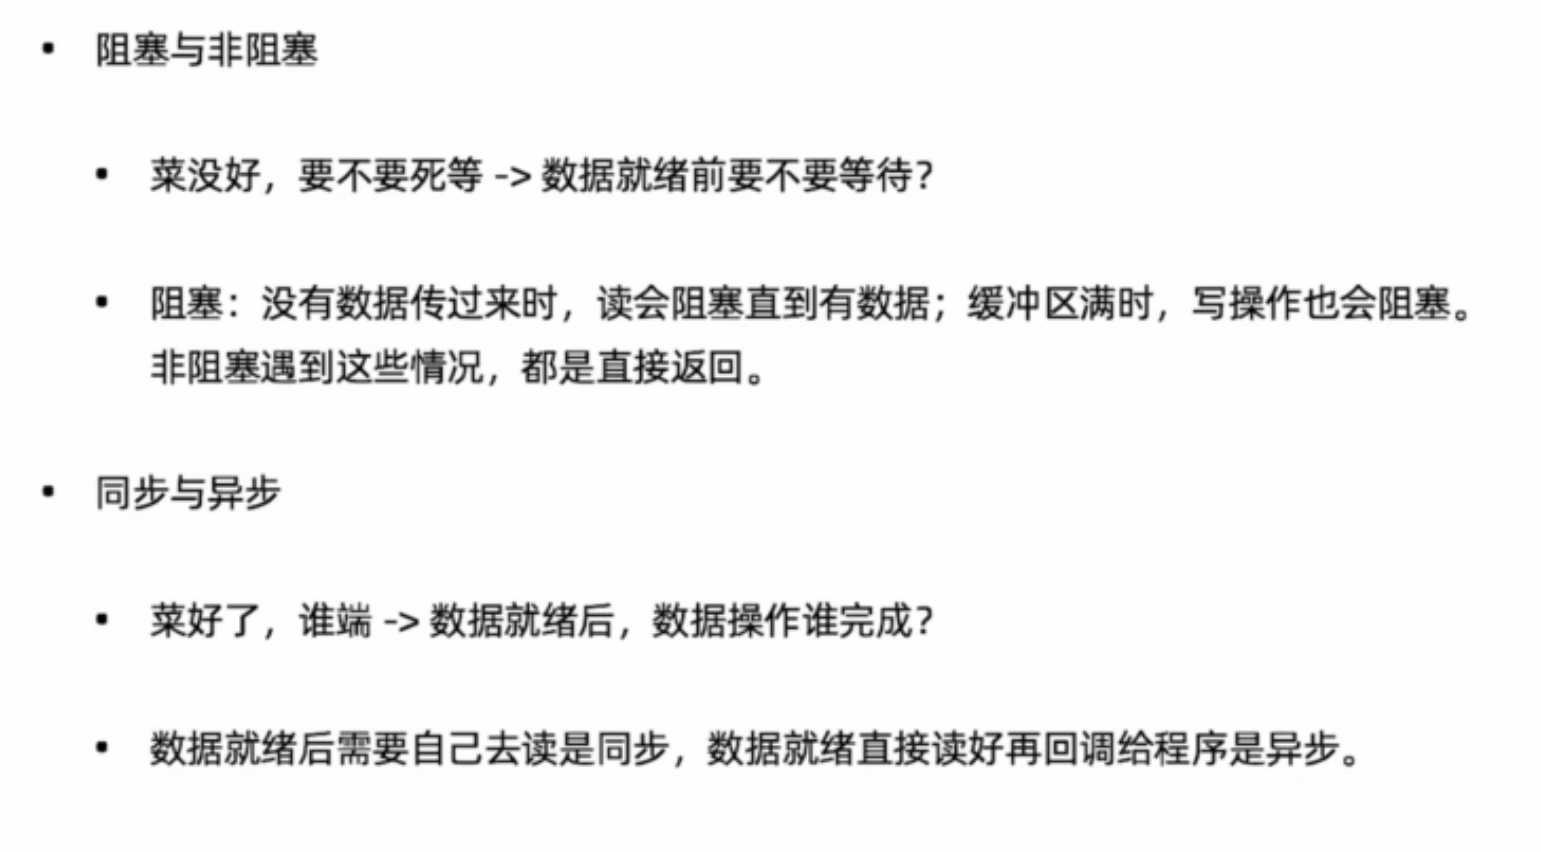 • 阻塞与非阻塞
• 菜没好，要不要死等 -> 数据就绪前要不要等待？
• 阻塞：没有数据传过来时，读会阻塞直到有数据；缓冲区满时，写操作也会阻塞。
非阻塞遇到这些情况，都是直接返回。
• 同步与异步
• 菜好了，谁端 -> 数据就绪后，数据操作谁完成？
• 数据就绪后需要自己去读是同步，数据就绪直接读好再回调给程序是异步。